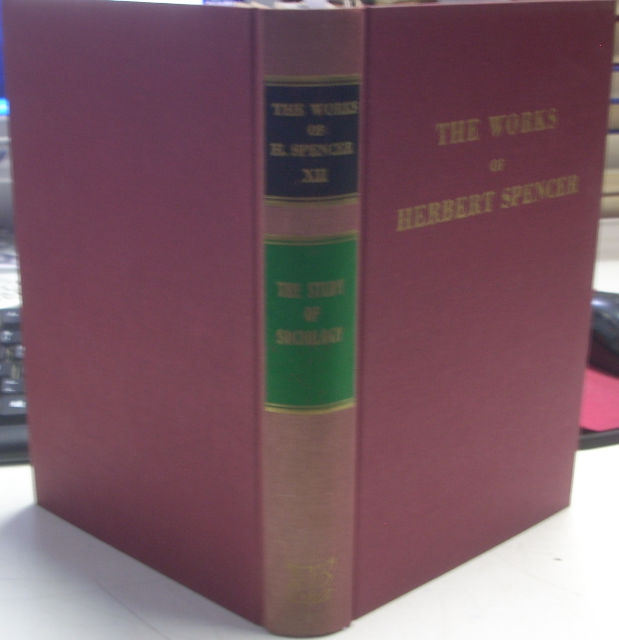 THE WORKS
OF
H. SPENCER
XII
THE STUDY
OF
SOCIOLOGY
THE WORKS
OF
HERBERT SPENCER